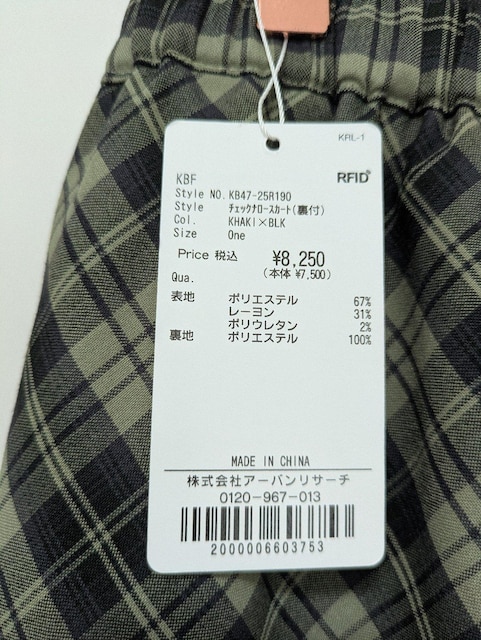 KRL-1
KBF
RFID
Style NO. KB47-25R190
Style チェックナロースカート(裏付)
Col. KHAKI×BLK
Size One
Price 税込 ¥8,250
(本体 ¥7,500)
Qua.
表地 ポリエステル 67%
レーヨン 31%
ポリウレタン 2%
裏地 ポリエステル 100%
MADE IN CHINA
株式会社アーバンリサーチ
0120-967-013
2000006603753